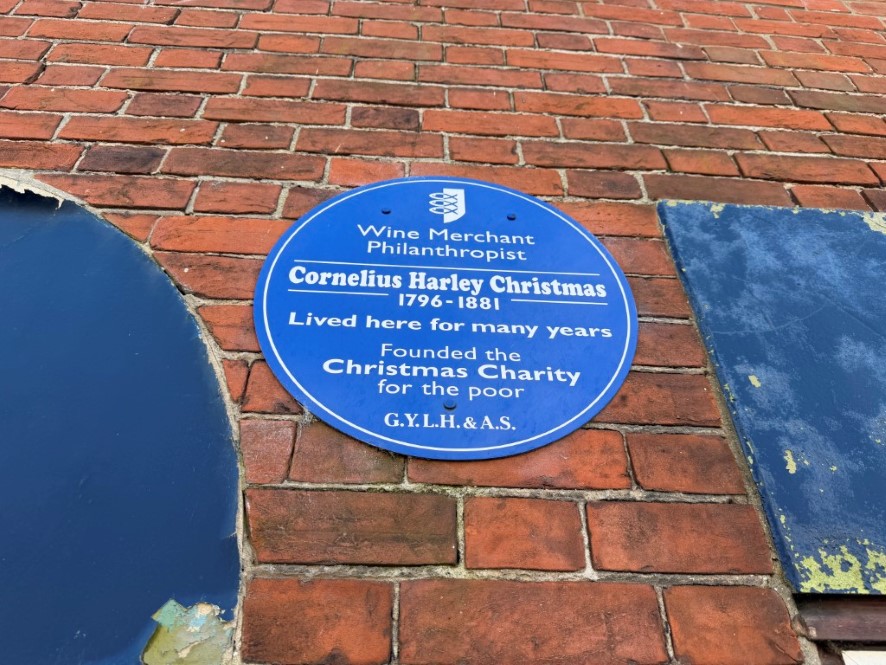 Wine Merchant
Philanthropist
Cornelius Harley Christmas
1796-1881
Lived here for many years
Founded the
Christmas Charity
for the poor
G.Y.L.H. & A.S.